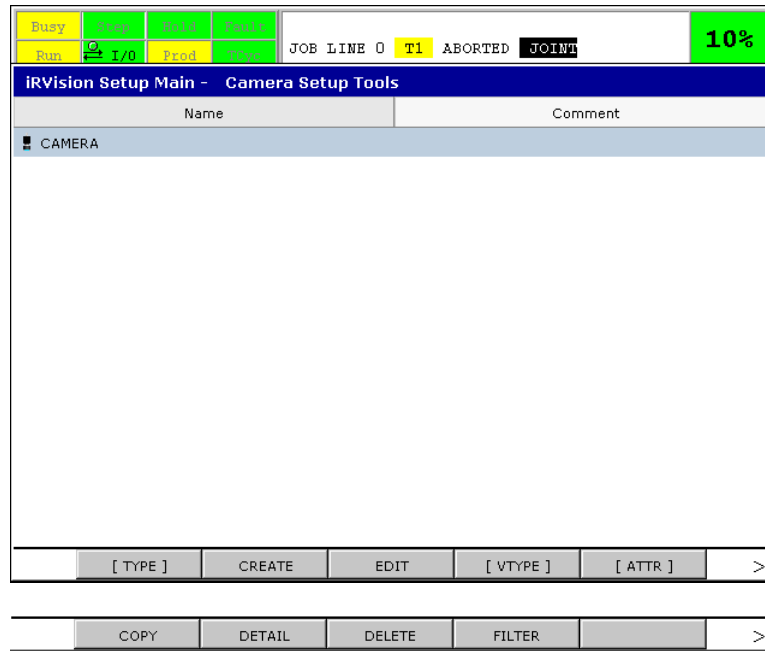 Busy Step Hold Fault
Run I/0 Prod TCyc JOB LINE 0 T1 ABORTED JOINT 10%
iRVision Setup Main - Camera Setup Tools
Name Comment
CAMERA
[ TYPE ] CREATE EDIT [ VTYPE ] [ ATTR ] >
COPY DETAIL DELETE FILTER >